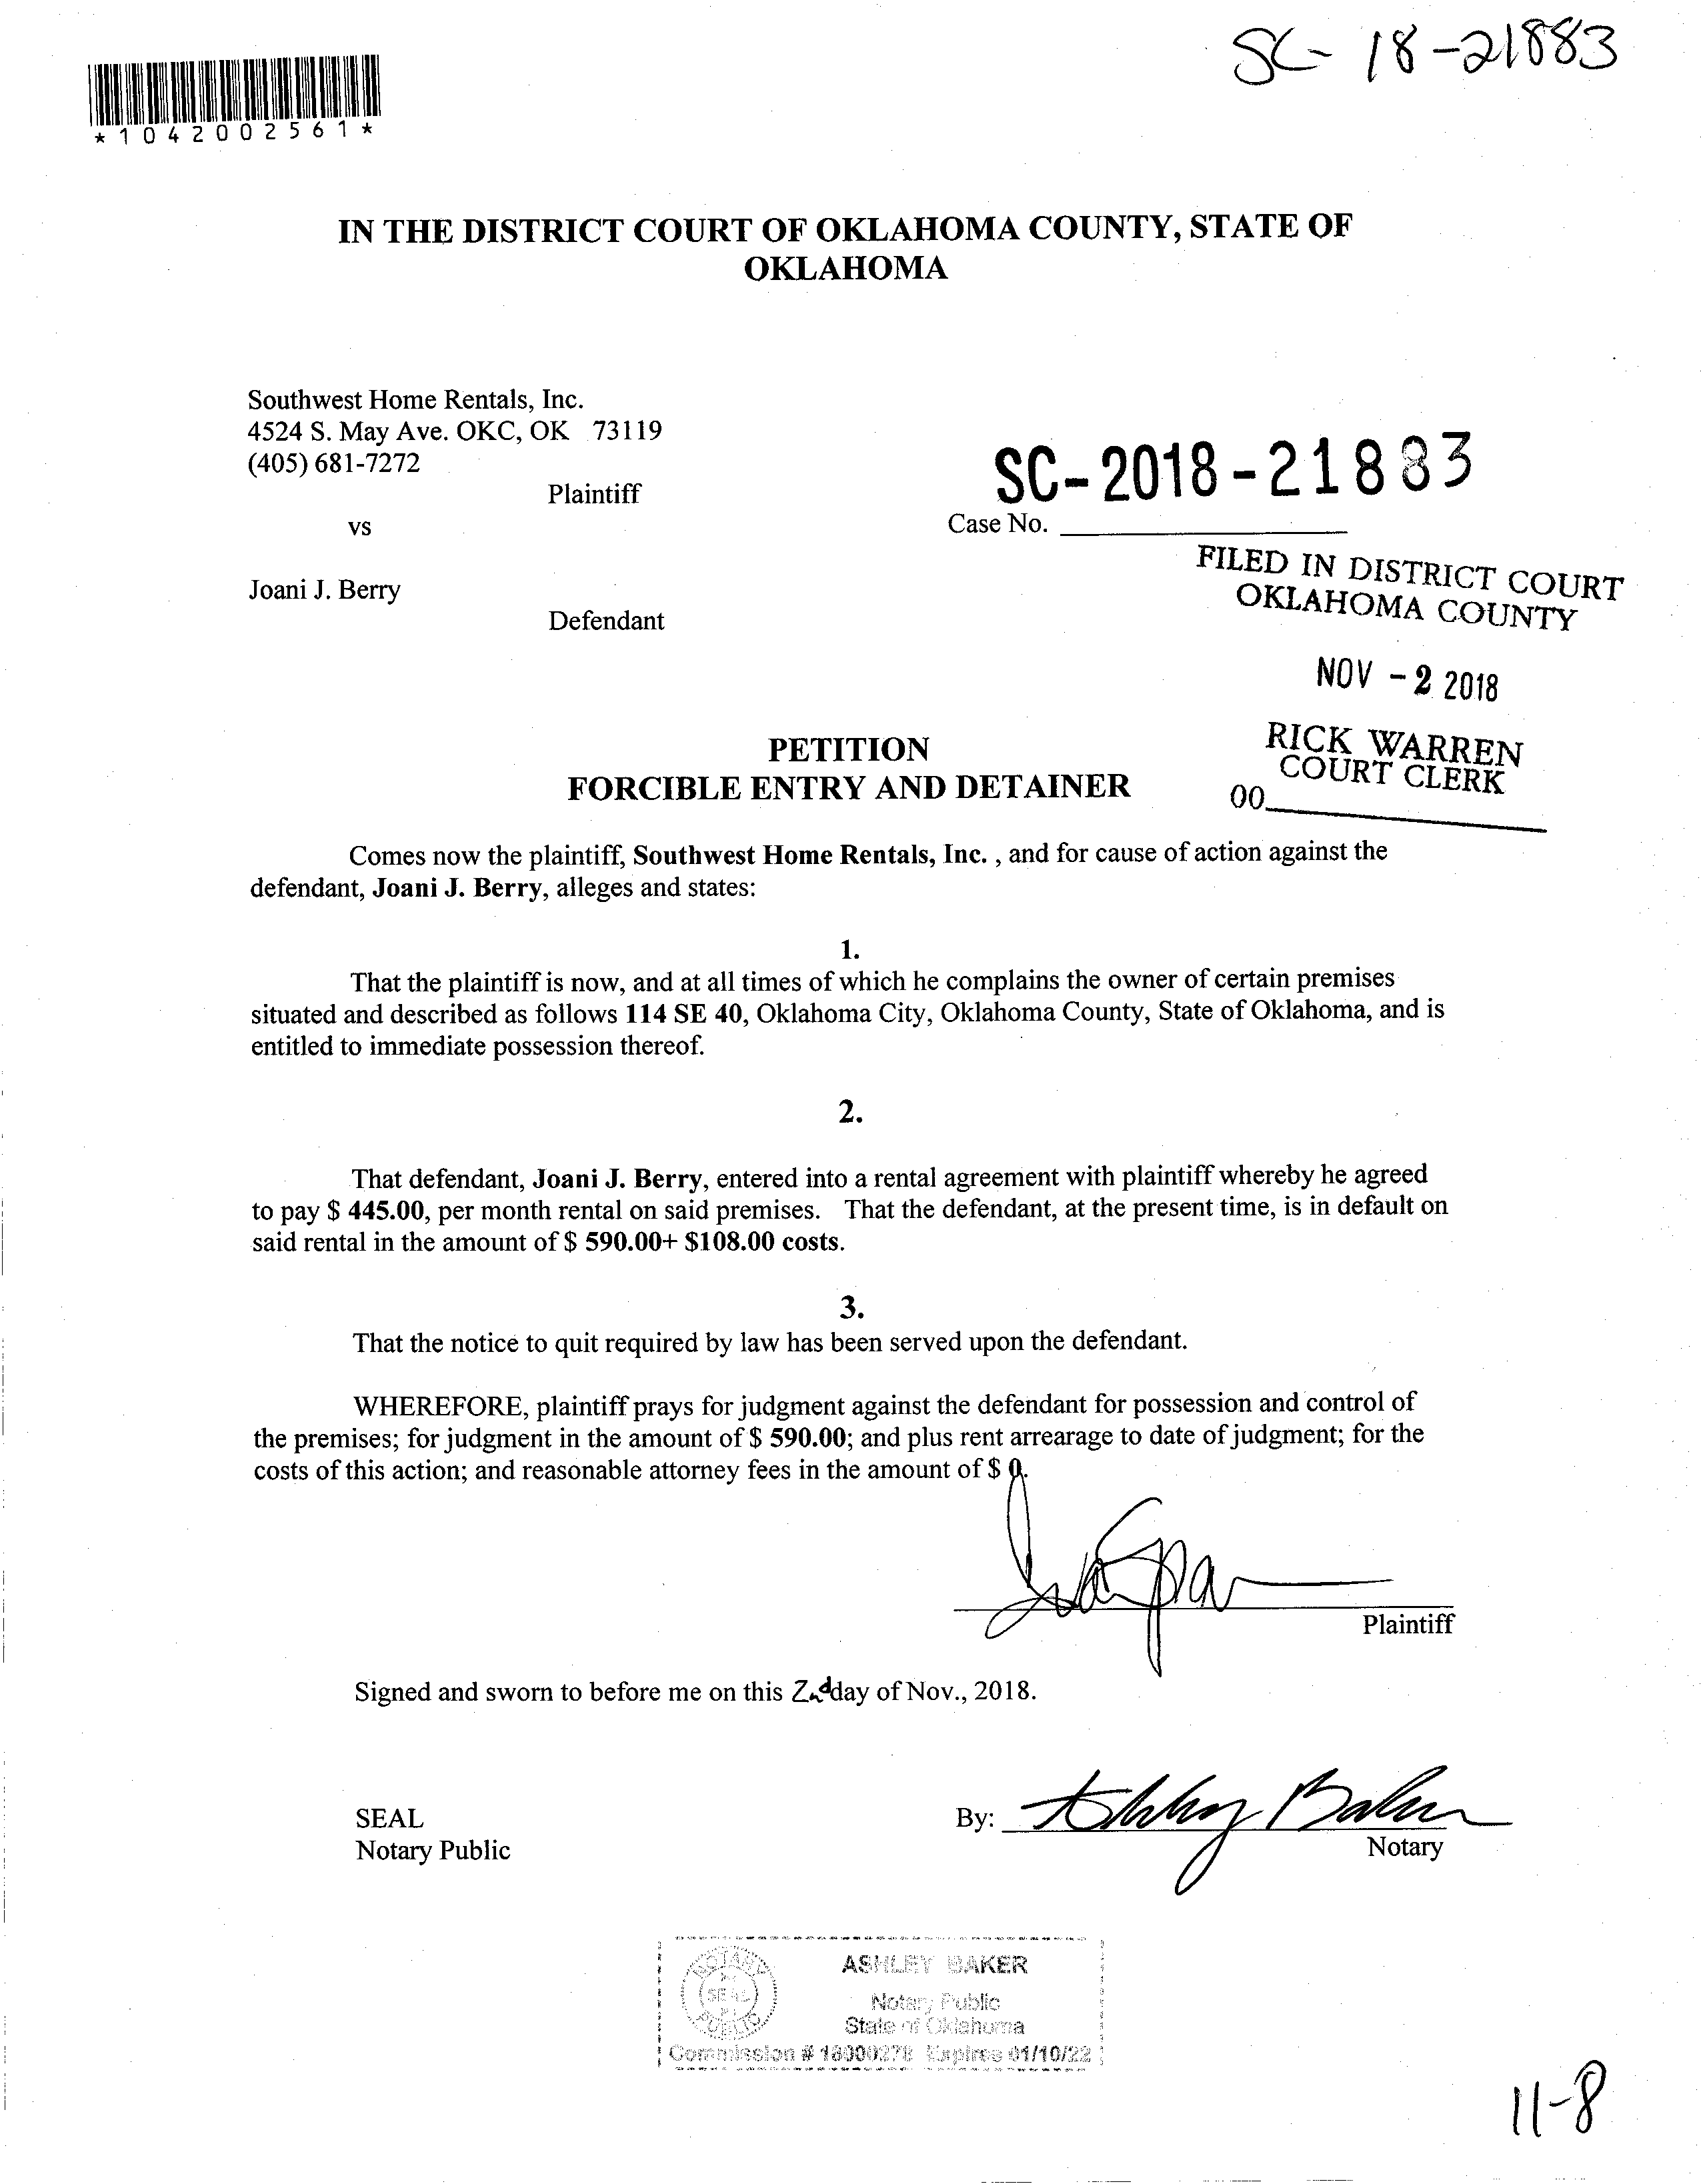 SC-18-21883
*1042002561*
IN THE DISTRICT COURT OF OKLAHOMA COUNTY, STATE OF
OKLAHOMA
Southwest Home Rentals, Inc.
4524 S. May Ave. OKC, OK 73119
(405) 681-7272
Plaintiff
SC-2018-21883
vs
Case No.
FILED IN DISTRICT COURT
OKLAHOMA COUNTY
Joani J. Berry
Defendant
NOV - 2 2018
RICK WARREN
COURT CLERK
00
PETITION
FORCIBLE ENTRY AND DETAINER
Comes now the plaintiff, Southwest Home Rentals, Inc. , and for cause of action against the
defendant, Joani J. Berry, alleges and states:
1.
That the plaintiff is now, and at all times of which he complains the owner of certain premises
situated and described as follows 114 SE 40, Oklahoma City, Oklahoma County, State of Oklahoma, and is
entitled to immediate possession thereof.
2.
That defendant, Joani J. Berry, entered into a rental agreement with plaintiff whereby he agreed
to pay $ 445.00, per month rental on said premises. That the defendant, at the present time, is in default on
said rental in the amount of $ 590.00+ $108.00 costs.
3.
That the notice to quit required by law has been served upon the defendant.
WHEREFORE, plaintiff prays for judgment against the defendant for possession and control of
the premises; for judgment in the amount of $ 590.00; and plus rent arrearage to date of judgment; for the
costs of this action; and reasonable attorney fees in the amount of $ 0.
Plaintiff
Signed and sworn to before me on this 2nd day of Nov., 2018.
SEAL
Notary Public
By: Ashley Baker
Notary
NOTARY
SEAL
PUBLIC
ASHLEY BAKER
Notary Public
State of Oklahoma
Commission # 18000278 Expires 01/10/22
11-8